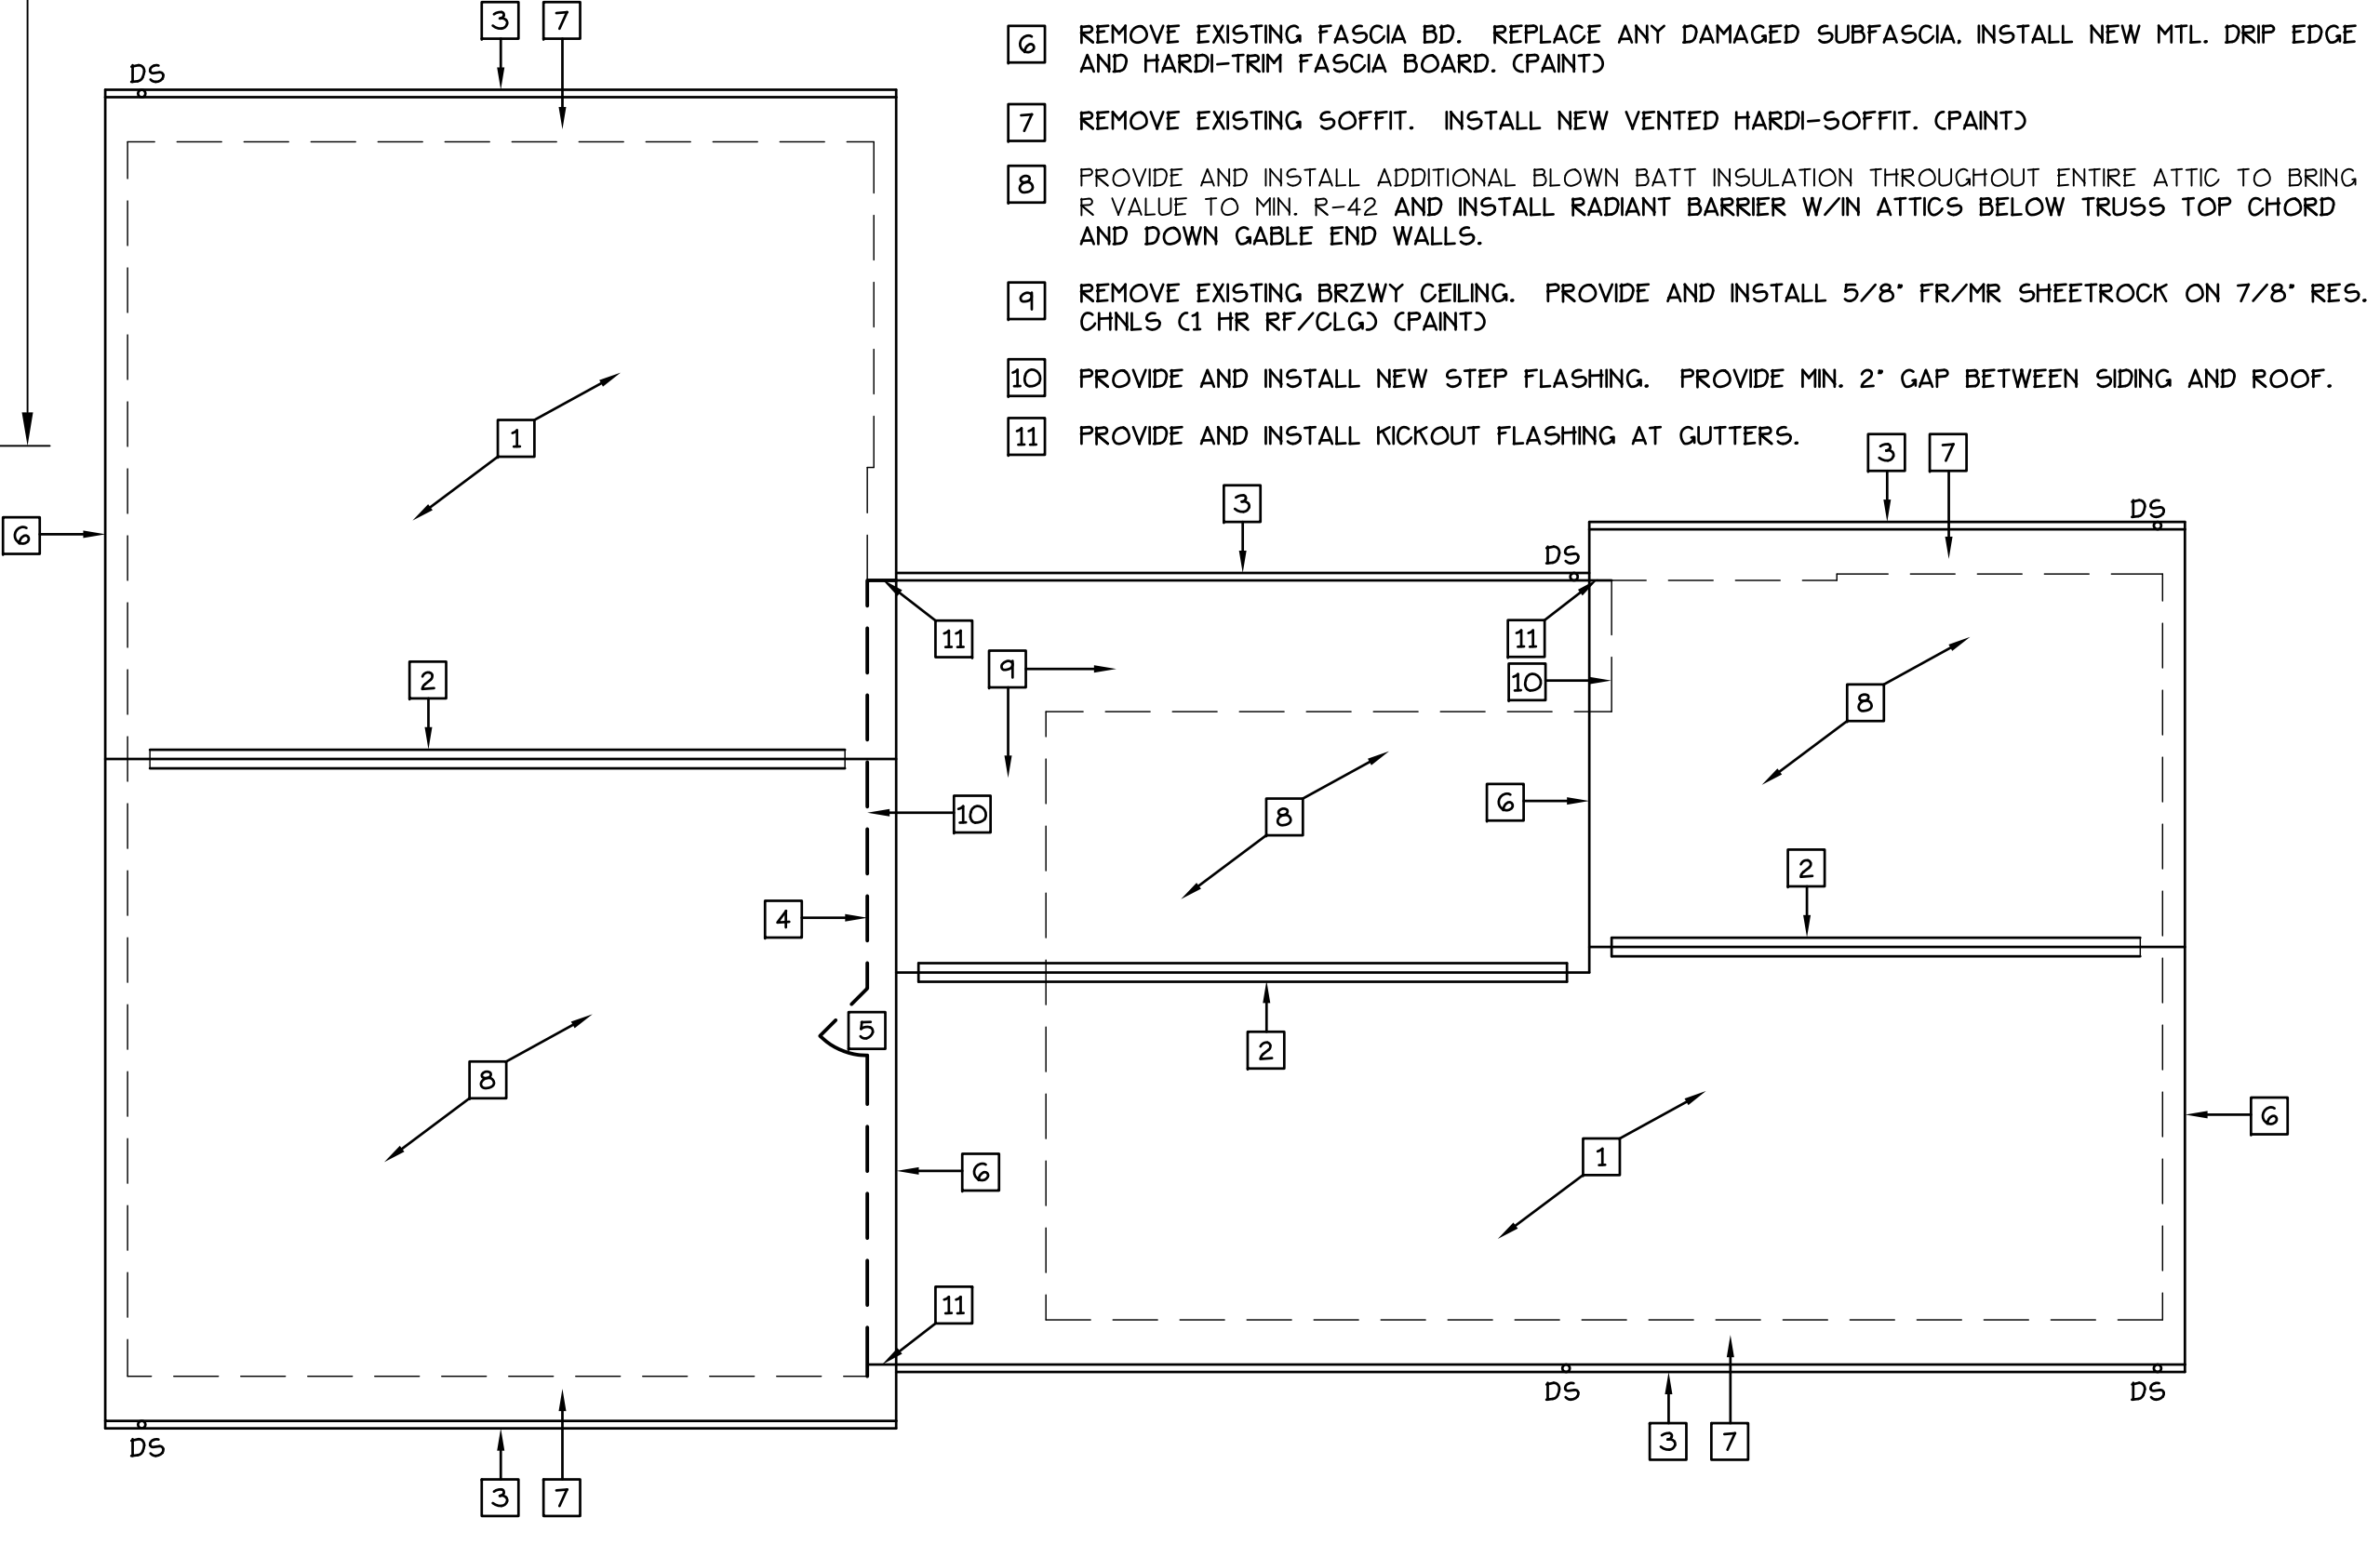 3 7
DS
6 REMOVE EXISTING FASCIA BD. REPLACE ANY DAMAGED SUBFASCIA. INSTALL NEW MTL. DRIP EDGE
AND HARDI-TRIM FASCIA BOARD. (PAINT)
7 REMOVE EXISTING SOFFIT. INSTALL NEW VENTED HARDI-SOFFIT. (PAINT)
8 PROVIDE AND INSTALL ADDITIONAL BLOWN BATT INSULATION THROUGHOUT ENTIRE ATTIC TO BRING
R VALUE TO MIN. R-42 AND INSTALL RADIANT BARRIER W/IN ATTICS BELOW TRUSS TOP CHORD
AND DOWN GABLE END WALLS.
9 REMOVE EXISTING BRZWY CEILING. PROVIDE AND INSTALL 5/8" FR/MR SHEETROCK ON 7/8" RES.
CHNLS (1 HR RF/CLG) (PAINT)
10 PROVIDE AND INSTALL NEW STEP FLASHING. PROVIDE MIN. 2" GAP BETWEEN SIDING AND ROOF.
11 PROVIDE AND INSTALL KICKOUT FLASHING AT GUTTERS.
1
3 7
3
DS
6
DS
11
11
9
2
10
8
8
6
10
2
4
5
2
8
6
1
6
11
DS
DS
DS
3 7
3 7